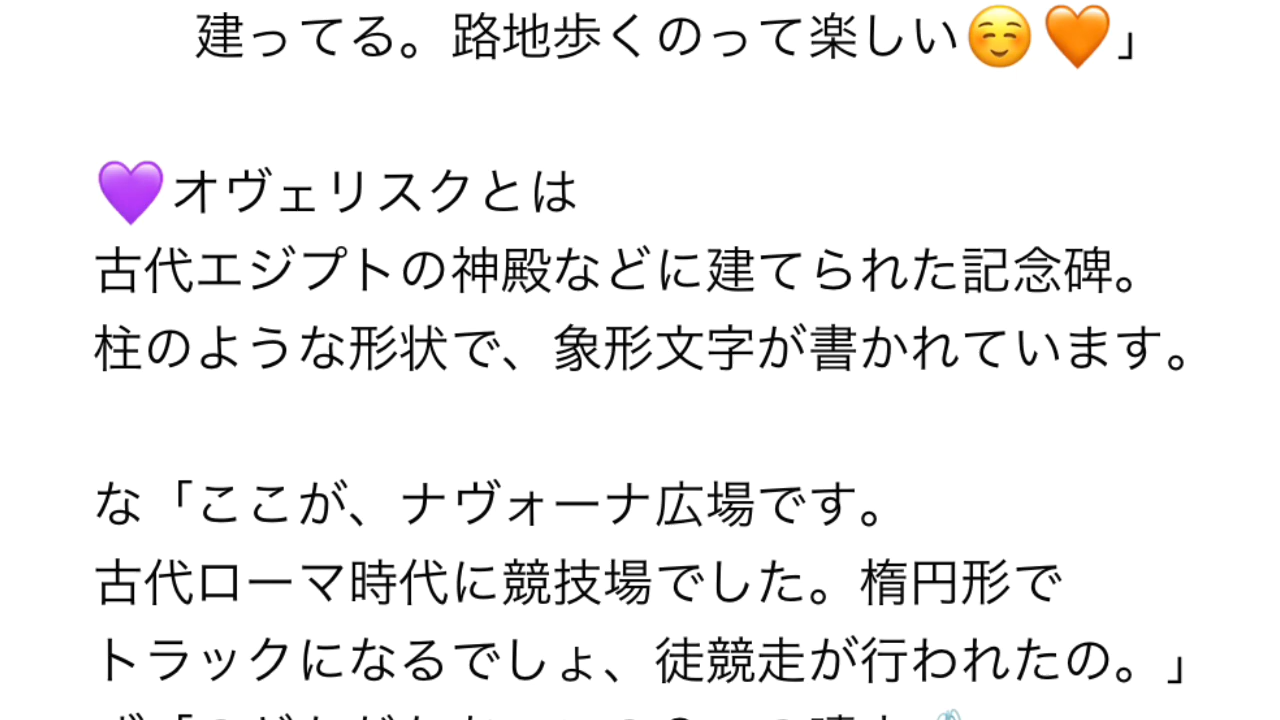 建ってる。路地歩くのって楽しい☺️🧡」
💜オヴェリスクとは
古代エジプトの神殿などに建てられた記念碑。
柱のような形状で、象形文字が書かれています。
な「ここが、ナヴォーナ広場です。
古代ローマ時代に競技場でした。楕円形で
トラックになるでしょ、徒競走が行われたの。」